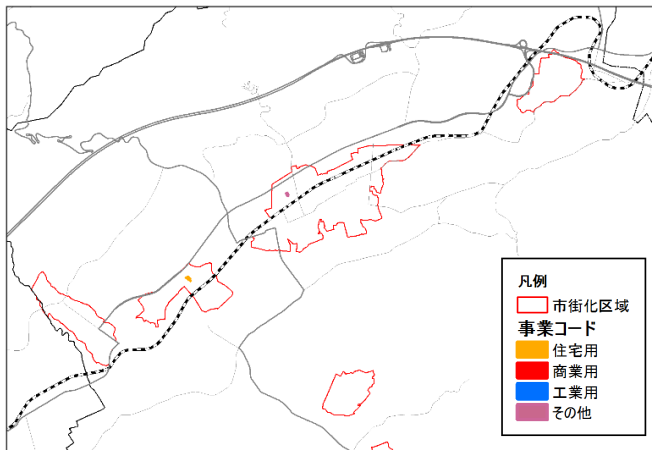 凡例
市街化区域
事業コード
住宅用
商業用
工業用
その他